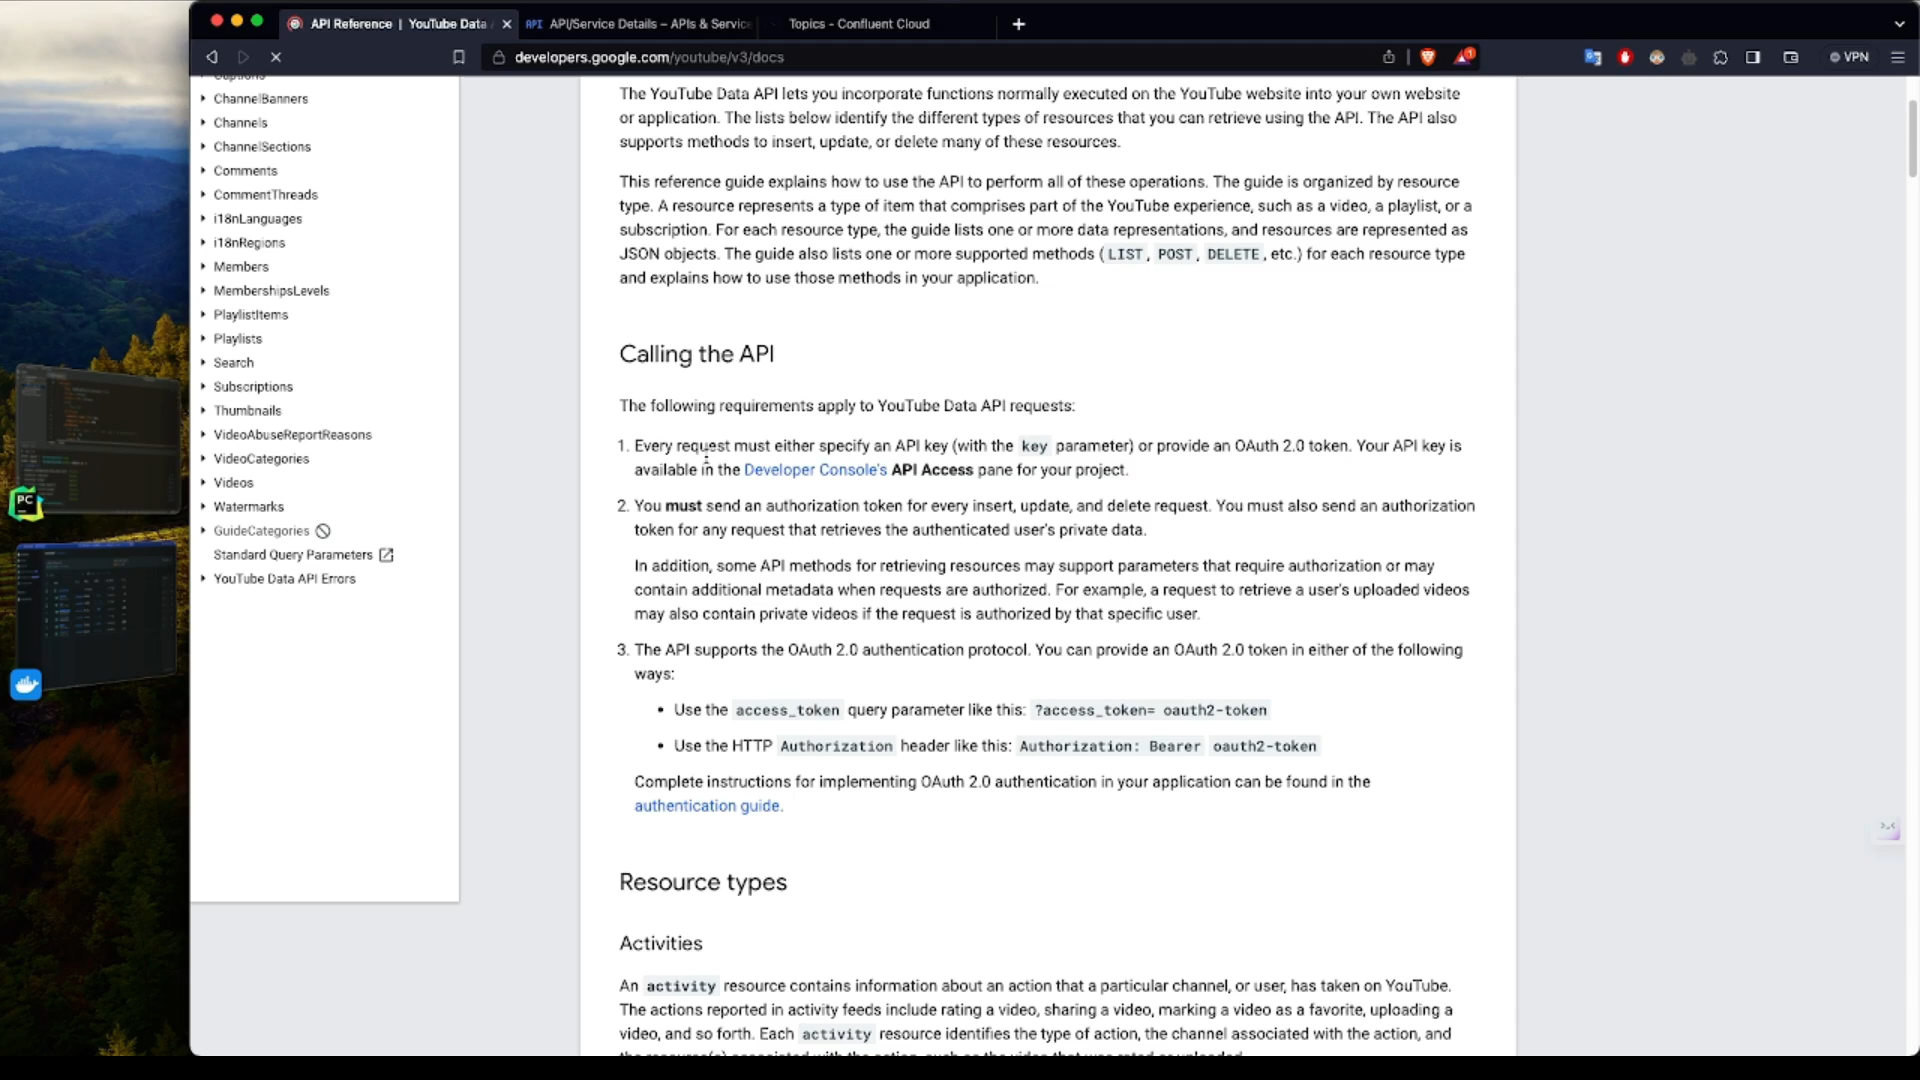 API Reference | YouTube Data
API API/Service Details – APIs & Service
Topics - Confluent Cloud
developers.google.com/youtube/v3/docs
1
VPN
Captions
ChannelBanners
Channels
ChannelSections
Comments
CommentThreads
i18nLanguages
i18nRegions
Members
MembershipsLevels
PlaylistItems
Playlists
Search
Subscriptions
Thumbnails
VideoAbuseReportReasons
VideoCategories
Videos
Watermarks
GuideCategories
Standard Query Parameters
YouTube Data API Errors
The YouTube Data API lets you incorporate functions normally executed on the YouTube website into your own website
or application. The lists below identify the different types of resources that you can retrieve using the API. The API also
supports methods to insert, update, or delete many of these resources.
This reference guide explains how to use the API to perform all of these operations. The guide is organized by resource
type. A resource represents a type of item that comprises part of the YouTube experience, such as a video, a playlist, or a
subscription. For each resource type, the guide lists one or more data representations, and resources are represented as
JSON objects. The guide also lists one or more supported methods ( LIST, POST, DELETE, etc.) for each resource type
and explains how to use those methods in your application.
Calling the API
The following requirements apply to YouTube Data API requests:
1. Every request must either specify an API key (with the key parameter) or provide an OAuth 2.0 token. Your API key is
available in the Developer Console's API Access pane for your project.
2. You must send an authorization token for every insert, update, and delete request. You must also send an authorization
token for any request that retrieves the authenticated user's private data.
In addition, some API methods for retrieving resources may support parameters that require authorization or may
contain additional metadata when requests are authorized. For example, a request to retrieve a user's uploaded videos
may also contain private videos if the request is authorized by that specific user.
3. The API supports the OAuth 2.0 authentication protocol. You can provide an OAuth 2.0 token in either of the following
ways:
• Use the access_token query parameter like this: ?access_token= oauth2-token
• Use the HTTP Authorization header like this: Authorization: Bearer oauth2-token
Complete instructions for implementing OAuth 2.0 authentication in your application can be found in the
authentication guide.
Resource types
Activities
An activity resource contains information about an action that a particular channel, or user, has taken on YouTube.
The actions reported in activity feeds include rating a video, sharing a video, marking a video as a favorite, uploading a
video, and so forth. Each activity resource identifies the type of action, the channel associated with the action, and
PC